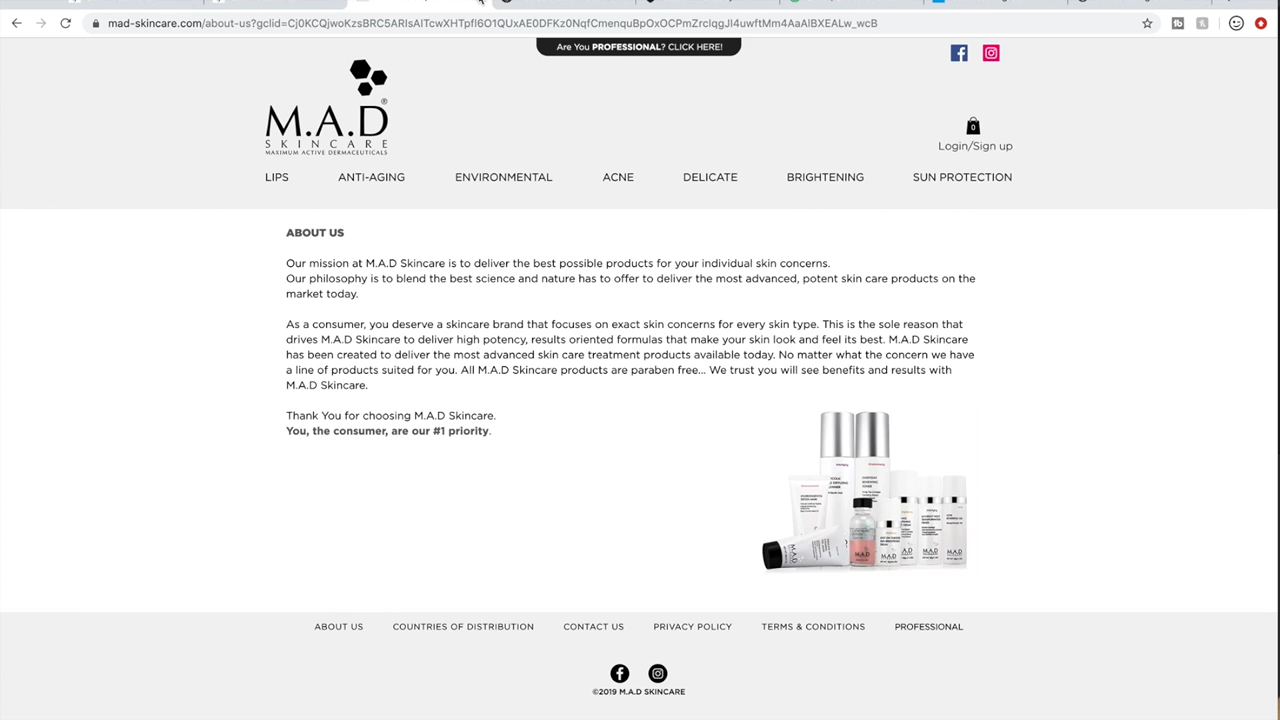 mad-skincare.com/about-us?gclid=Cj0KCQjwoKzsBRC5ARIsAITcwXHTpfI6O1QUxAE0DFKz0NqfCmenquBpOxOCPmZrclqgJl4uwftMm4AaAlBXEALw_wcB
Are You PROFESSIONAL? CLICK HERE!
M.A.D
®
SKINCARE
MAXIMUM ACTIVE DERMACEUTICALS
0
Login/Sign up
LIPS ANTI-AGING ENVIRONMENTAL ACNE DELICATE BRIGHTENING SUN PROTECTION
ABOUT US
Our mission at M.A.D Skincare is to deliver the best possible products for your individual skin concerns.
Our philosophy is to blend the best science and nature has to offer to deliver the most advanced, potent skin care products on the
market today.
As a consumer, you deserve a skincare brand that focuses on exact skin concerns for every skin type. This is the sole reason that
drives M.A.D Skincare to deliver high potency, results oriented formulas that make your skin look and feel its best. M.A.D Skincare
has been created to deliver the most advanced skin care treatment products available today. No matter what the concern we have
a line of products suited for you. All M.A.D Skincare products are paraben free... We trust you will see benefits and results with
M.A.D Skincare.
Thank You for choosing M.A.D Skincare.
You, the consumer, are our #1 priority.
M.A.D
M.A.D
M.A.D
M.A.D
M.A.D
ABOUT US COUNTRIES OF DISTRIBUTION CONTACT US PRIVACY POLICY TERMS & CONDITIONS PROFESSIONAL
©2019 M.A.D SKINCARE